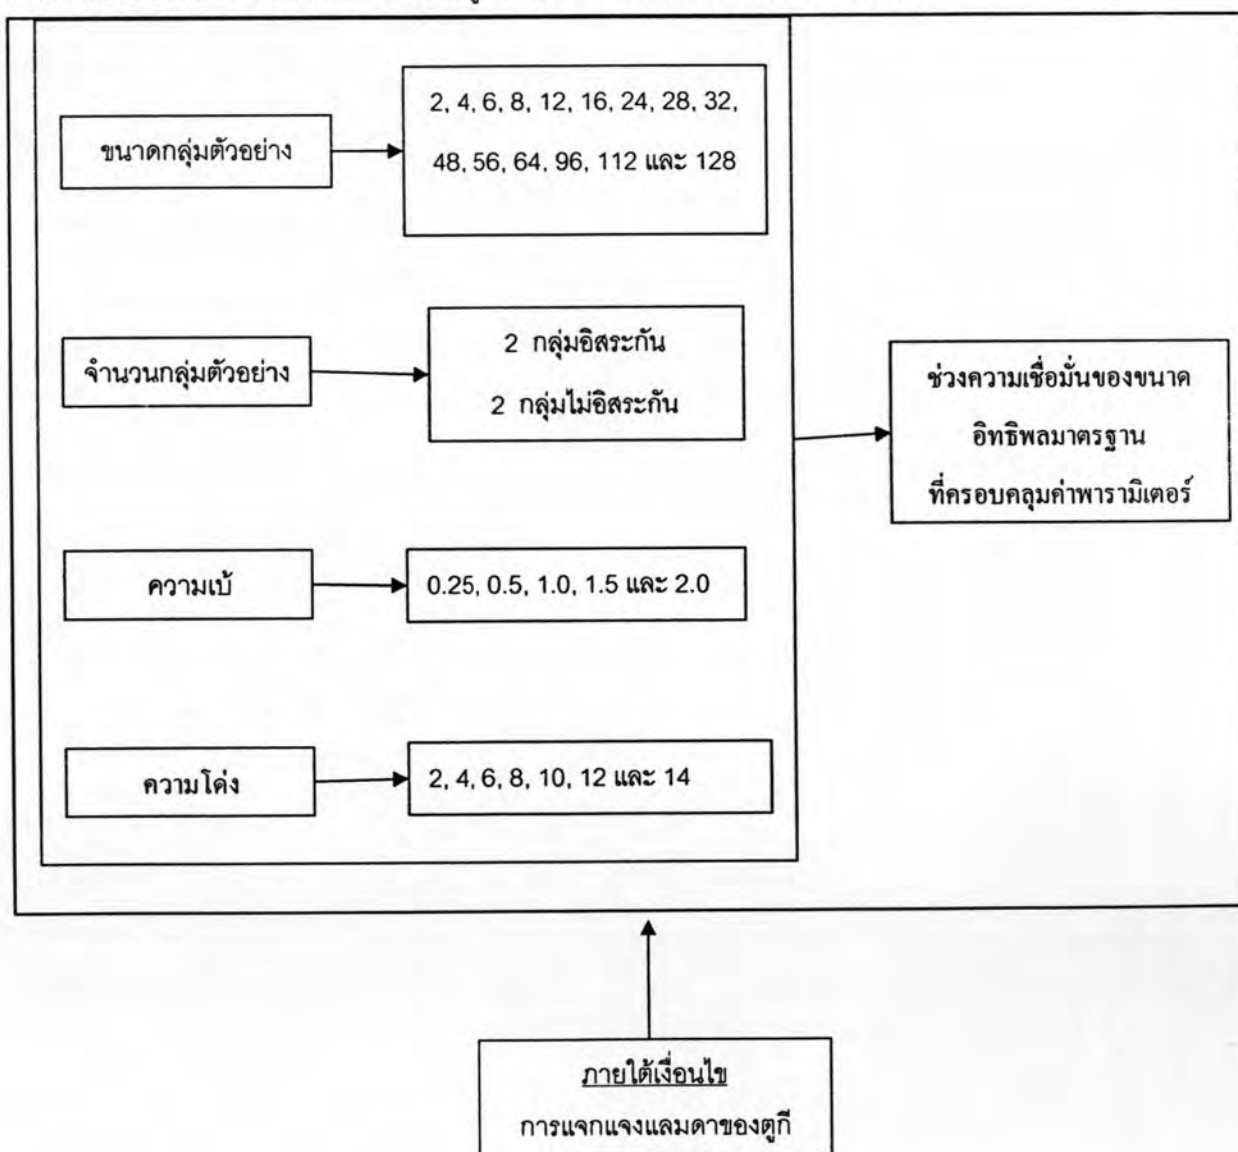 ขนาดกลุ่มตัวอย่าง
2, 4, 6, 8, 12, 16, 24, 28, 32,
48, 56, 64, 96, 112 และ 128
จำนวนกลุ่มตัวอย่าง
2 กลุ่มอิสระกัน
2 กลุ่มไม่อิสระกัน
ช่วงความเชื่อมั่นของขนาด
อิทธิพลมาตรฐาน
ที่ครอบคลุมค่าพารามิเตอร์
ความเบ้
0.25, 0.5, 1.0, 1.5 และ 2.0
ความโค่ง
2, 4, 6, 8, 10, 12 และ 14
ภายใต้เงื่อนไข
การแจกแจงแลมดาของตูกี